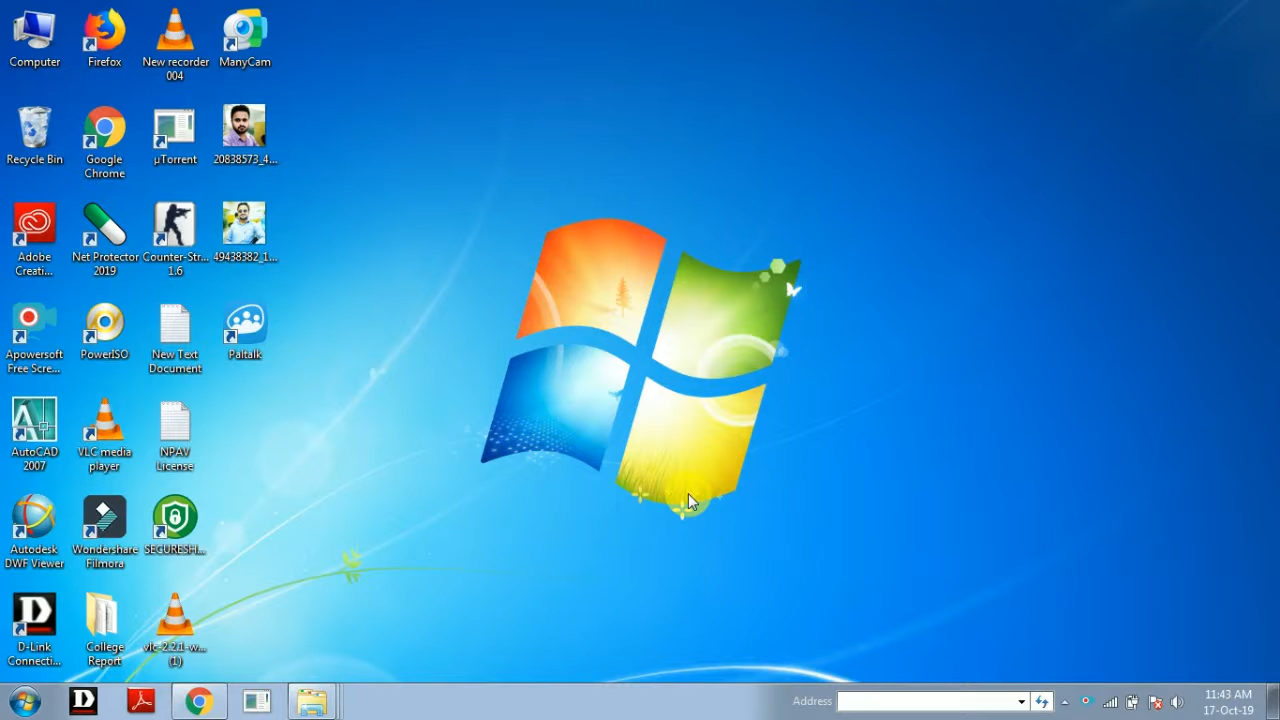 Computer
Firefox
New recorder
004
ManyCam
Recycle Bin
Google
Chrome
µTorrent
20838573_4...
Adobe
Creati...
Net Protector
2019
Counter-Str...
1.6
49438382_1...
Apowersoft
Free Scre...
PowerISO
New Text
Document
Paltalk
AutoCAD
2007
VLC media
player
NPAV
License
Autodesk
DWF Viewer
Wondershare
Filmora
SECURESH...
D-Link
Connecti...
College
Report
vlc-2.2.1-w...
(1)
Address
11:43 AM
17-Oct-19